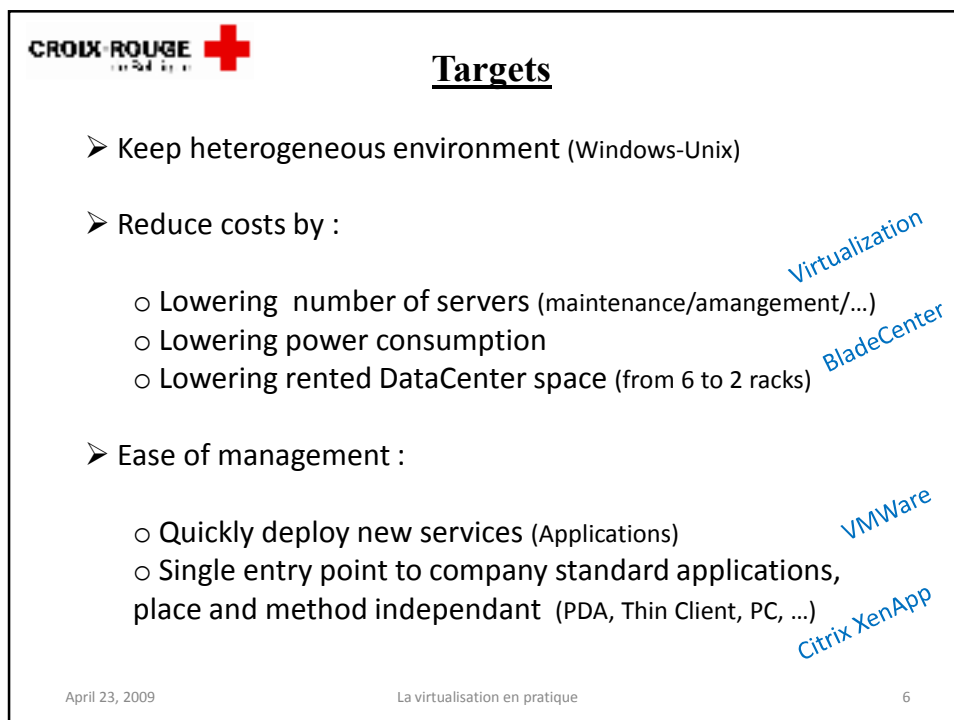 CROIX-ROUGE
Targets
➢ Keep heterogeneous environment (Windows-Unix)
➢ Reduce costs by :
Virtualization
o Lowering number of servers (maintenance/amangement/…)
o Lowering power consumption
BladeCenter
o Lowering rented DataCenter space (from 6 to 2 racks)
➢ Ease of management :
VMWare
o Quickly deploy new services (Applications)
o Single entry point to company standard applications,
place and method independant (PDA, Thin Client, PC, …)
Citrix XenApp
April 23, 2009 La virtualisation en pratique 6